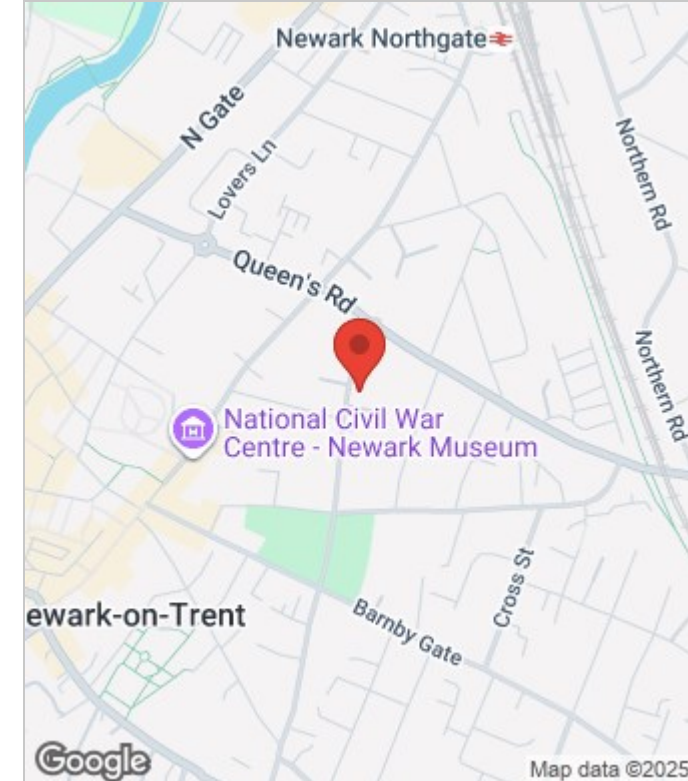 Newark Northgate
N Gate
Lovers Ln
Northern Rd
Queen's Rd
Northern Rd
National Civil War
Centre - Newark Museum
Cross St
ewark-on-Trent
Barnby Gate
Google
Map data ©2025